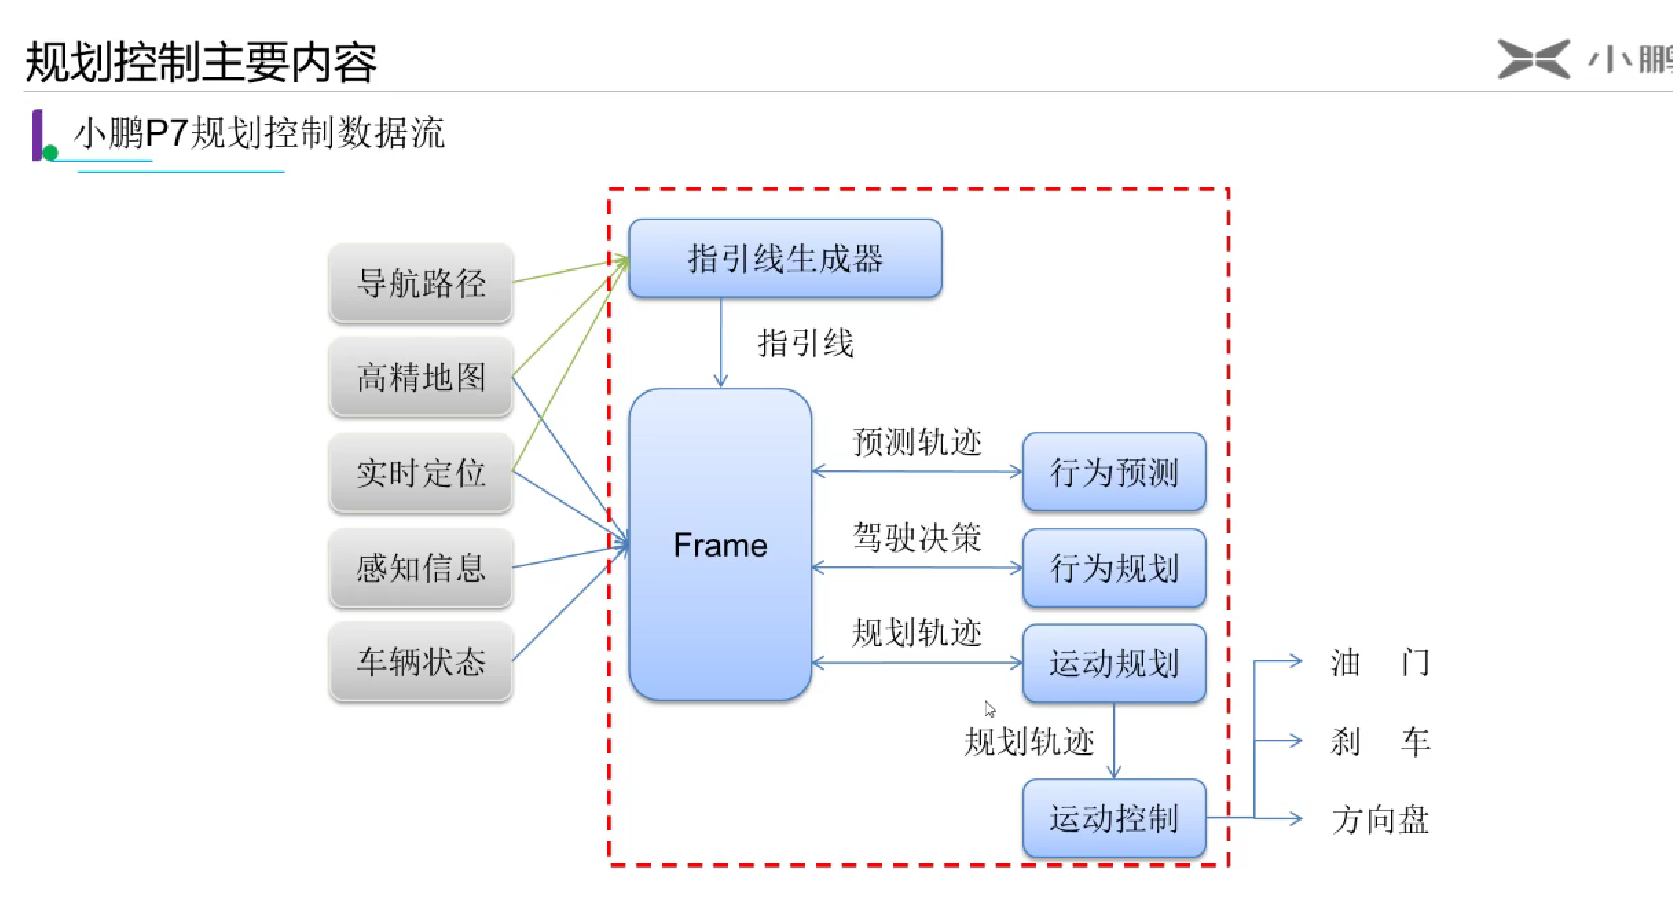 规划控制主要内容
小鹏
小鹏P7规划控制数据流
导航路径
高精地图
实时定位
感知信息
车辆状态
指引线生成器
指引线
Frame
预测轨迹
行为预测
驾驶决策
行为规划
规划轨迹
运动规划
规划轨迹
运动控制
油 门
刹 车
方向盘